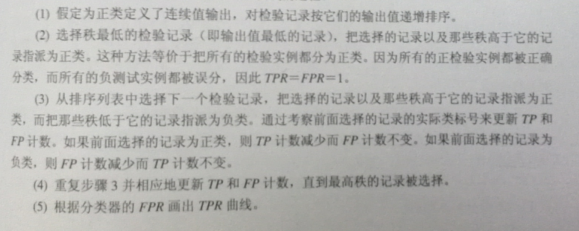 (1) 假定为正类定义了连续值输出，对检验记录按它们的输出值递增排序。
(2) 选择秩最低的检验记录（即输出值最低的记录），把选择的记录以及那些秩高于它的记
录指派为正类。这种方法等价于把所有的检验实例都分为正类。因为所有的正检验实例都被正确
分类，而所有的负测试实例都被误分，因此 TPR=FPR=1。
(3) 从排序列表中选择下一个检验记录，把选择的记录以及那些秩高于它的记录指派为正
类，而把那些秩低于它的记录指派为负类。通过考察前面选择的记录的实际类标号来更新 TP 和
FP 计数。如果前面选择的记录为正类，则 TP 计数减少而 FP 计数不变。如果前面选择的记录为
负类，则 FP 计数减少而 TP 计数不变。
(4) 重复步骤 3 并相应地更新 TP 和 FP 计数，直到最高秩的记录被选择。
(5) 根据分类器的 FPR 画出 TPR 曲线。